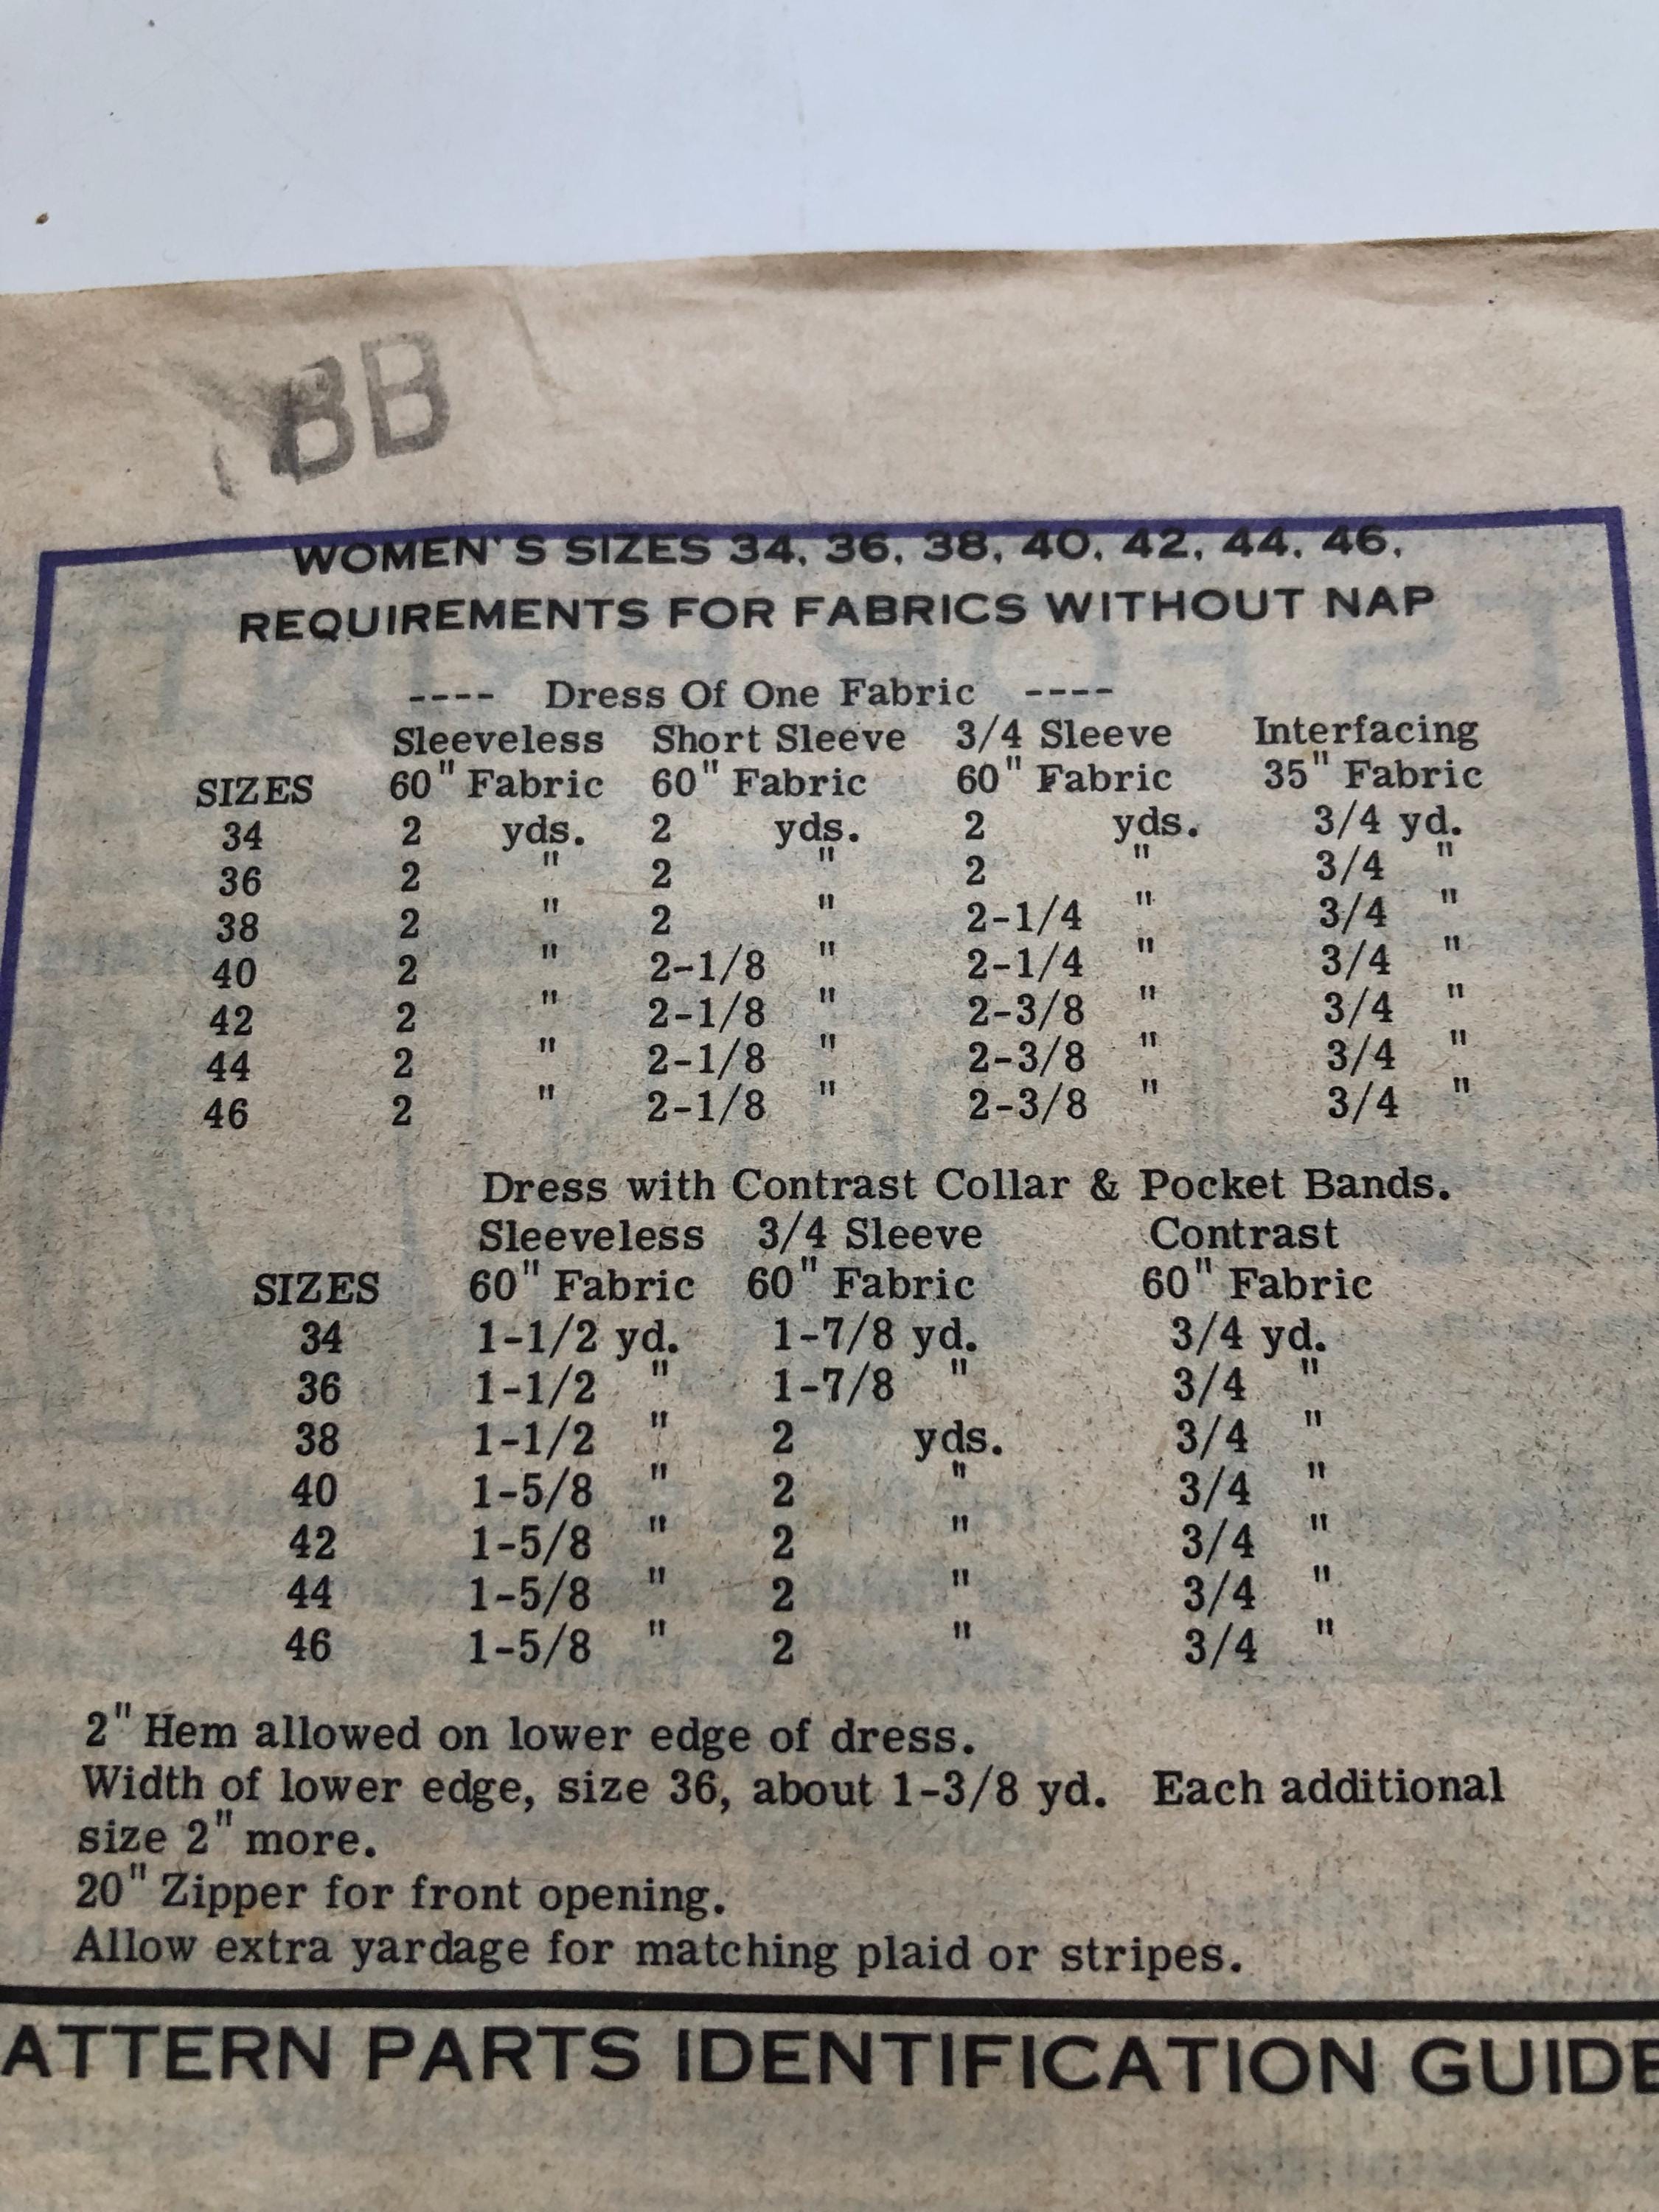 BB
WOMEN'S SIZES 34, 36, 38, 40, 42, 44, 46,
REQUIREMENTS FOR FABRICS WITHOUT NAP
---- Dress Of One Fabric ----
Sleeveless Short Sleeve 3/4 Sleeve Interfacing
SIZES 60" Fabric 60" Fabric 60" Fabric 35" Fabric
34 2 yds. 2 yds. 2 yds. 3/4 yd.
36 2 " 2 " 2 " 3/4 "
38 2 " 2 " 2-1/4 " 3/4 "
40 2 " 2-1/8 " 2-1/4 " 3/4 "
42 2 " 2-1/8 " 2-3/8 " 3/4 "
44 2 " 2-1/8 " 2-3/8 " 3/4 "
46 2 " 2-1/8 " 2-3/8 " 3/4 "
Dress with Contrast Collar & Pocket Bands.
Sleeveless 3/4 Sleeve Contrast
SIZES 60" Fabric 60" Fabric 60" Fabric
34 1-1/2 yd. 1-7/8 yd. 3/4 yd.
36 1-1/2 " 1-7/8 " 3/4 "
38 1-1/2 " 2 yds. 3/4 "
40 1-5/8 " 2 " 3/4 "
42 1-5/8 " 2 " 3/4 "
44 1-5/8 " 2 " 3/4 "
46 1-5/8 " 2 " 3/4 "
2" Hem allowed on lower edge of dress.
Width of lower edge, size 36, about 1-3/8 yd. Each additional
size 2" more.
20" Zipper for front opening.
Allow extra yardage for matching plaid or stripes.
ATTERN PARTS IDENTIFICATION GUIDE